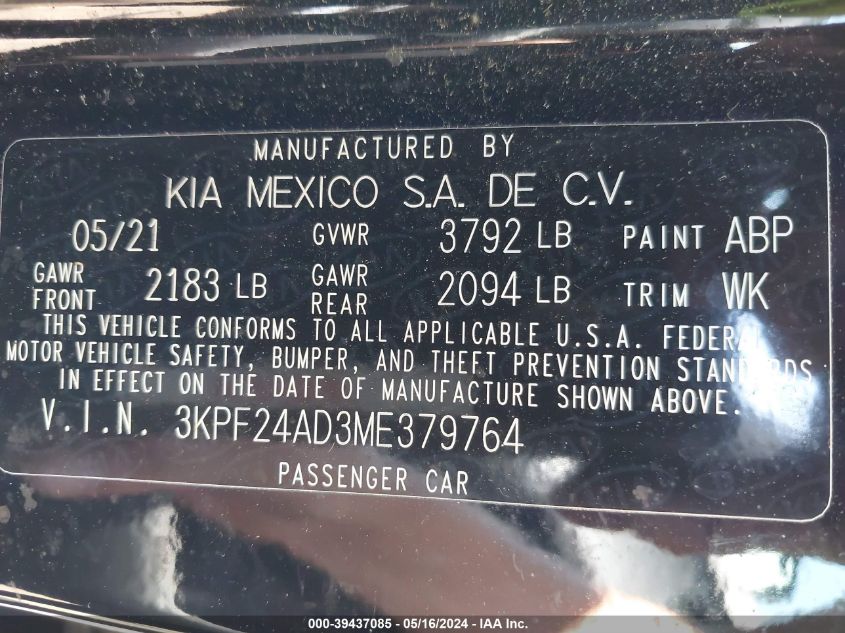 MANUFACTURED BY
KIA MEXICO S.A. DE C.V.
05/21 GVWR 3792 LB PAINT ABP
GAWR FRONT 2183 LB GAWR REAR 2094 LB TRIM WK
THIS VEHICLE CONFORMS TO ALL APPLICABLE U.S.A. FEDERAL
MOTOR VEHICLE SAFETY, BUMPER, AND THEFT PREVENTION STANDARDS
IN EFFECT ON THE DATE OF MANUFACTURE SHOWN ABOVE.
V.I.N. 3KPF24AD3ME379764
PASSENGER CAR
000-39437085 - 05/16/2024 - IAA Inc.